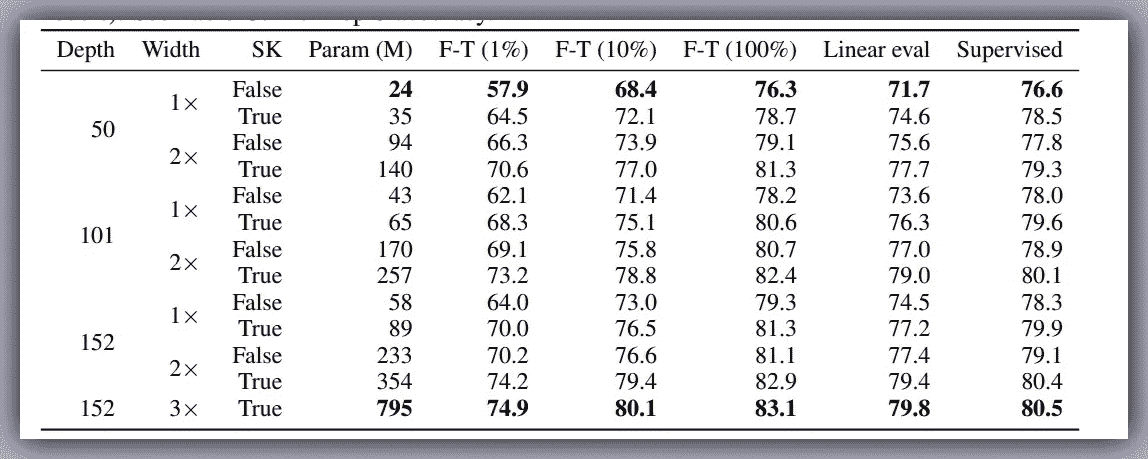 Depth Width SK Param (M) F-T (1%) F-T (10%) F-T (100%) Linear eval Supervised
50 1× False 24 57.9 68.4 76.3 71.7 76.6
True 35 64.5 72.1 78.7 74.6 78.5
2× False 94 66.3 73.9 79.1 75.6 77.8
True 140 70.6 77.0 81.3 77.7 79.3
101 1× False 43 62.1 71.4 78.2 73.6 78.0
True 65 68.3 75.1 80.6 76.3 79.6
2× False 170 69.1 75.8 80.7 77.0 78.9
True 257 73.2 78.8 82.4 79.0 80.1
152 1× False 58 64.0 73.0 79.3 74.5 78.3
True 89 70.0 76.5 81.3 77.2 79.9
2× False 233 70.2 76.6 81.1 77.4 79.1
True 354 74.2 79.4 82.9 79.4 80.4
152 3× True 795 74.9 80.1 83.1 79.8 80.5